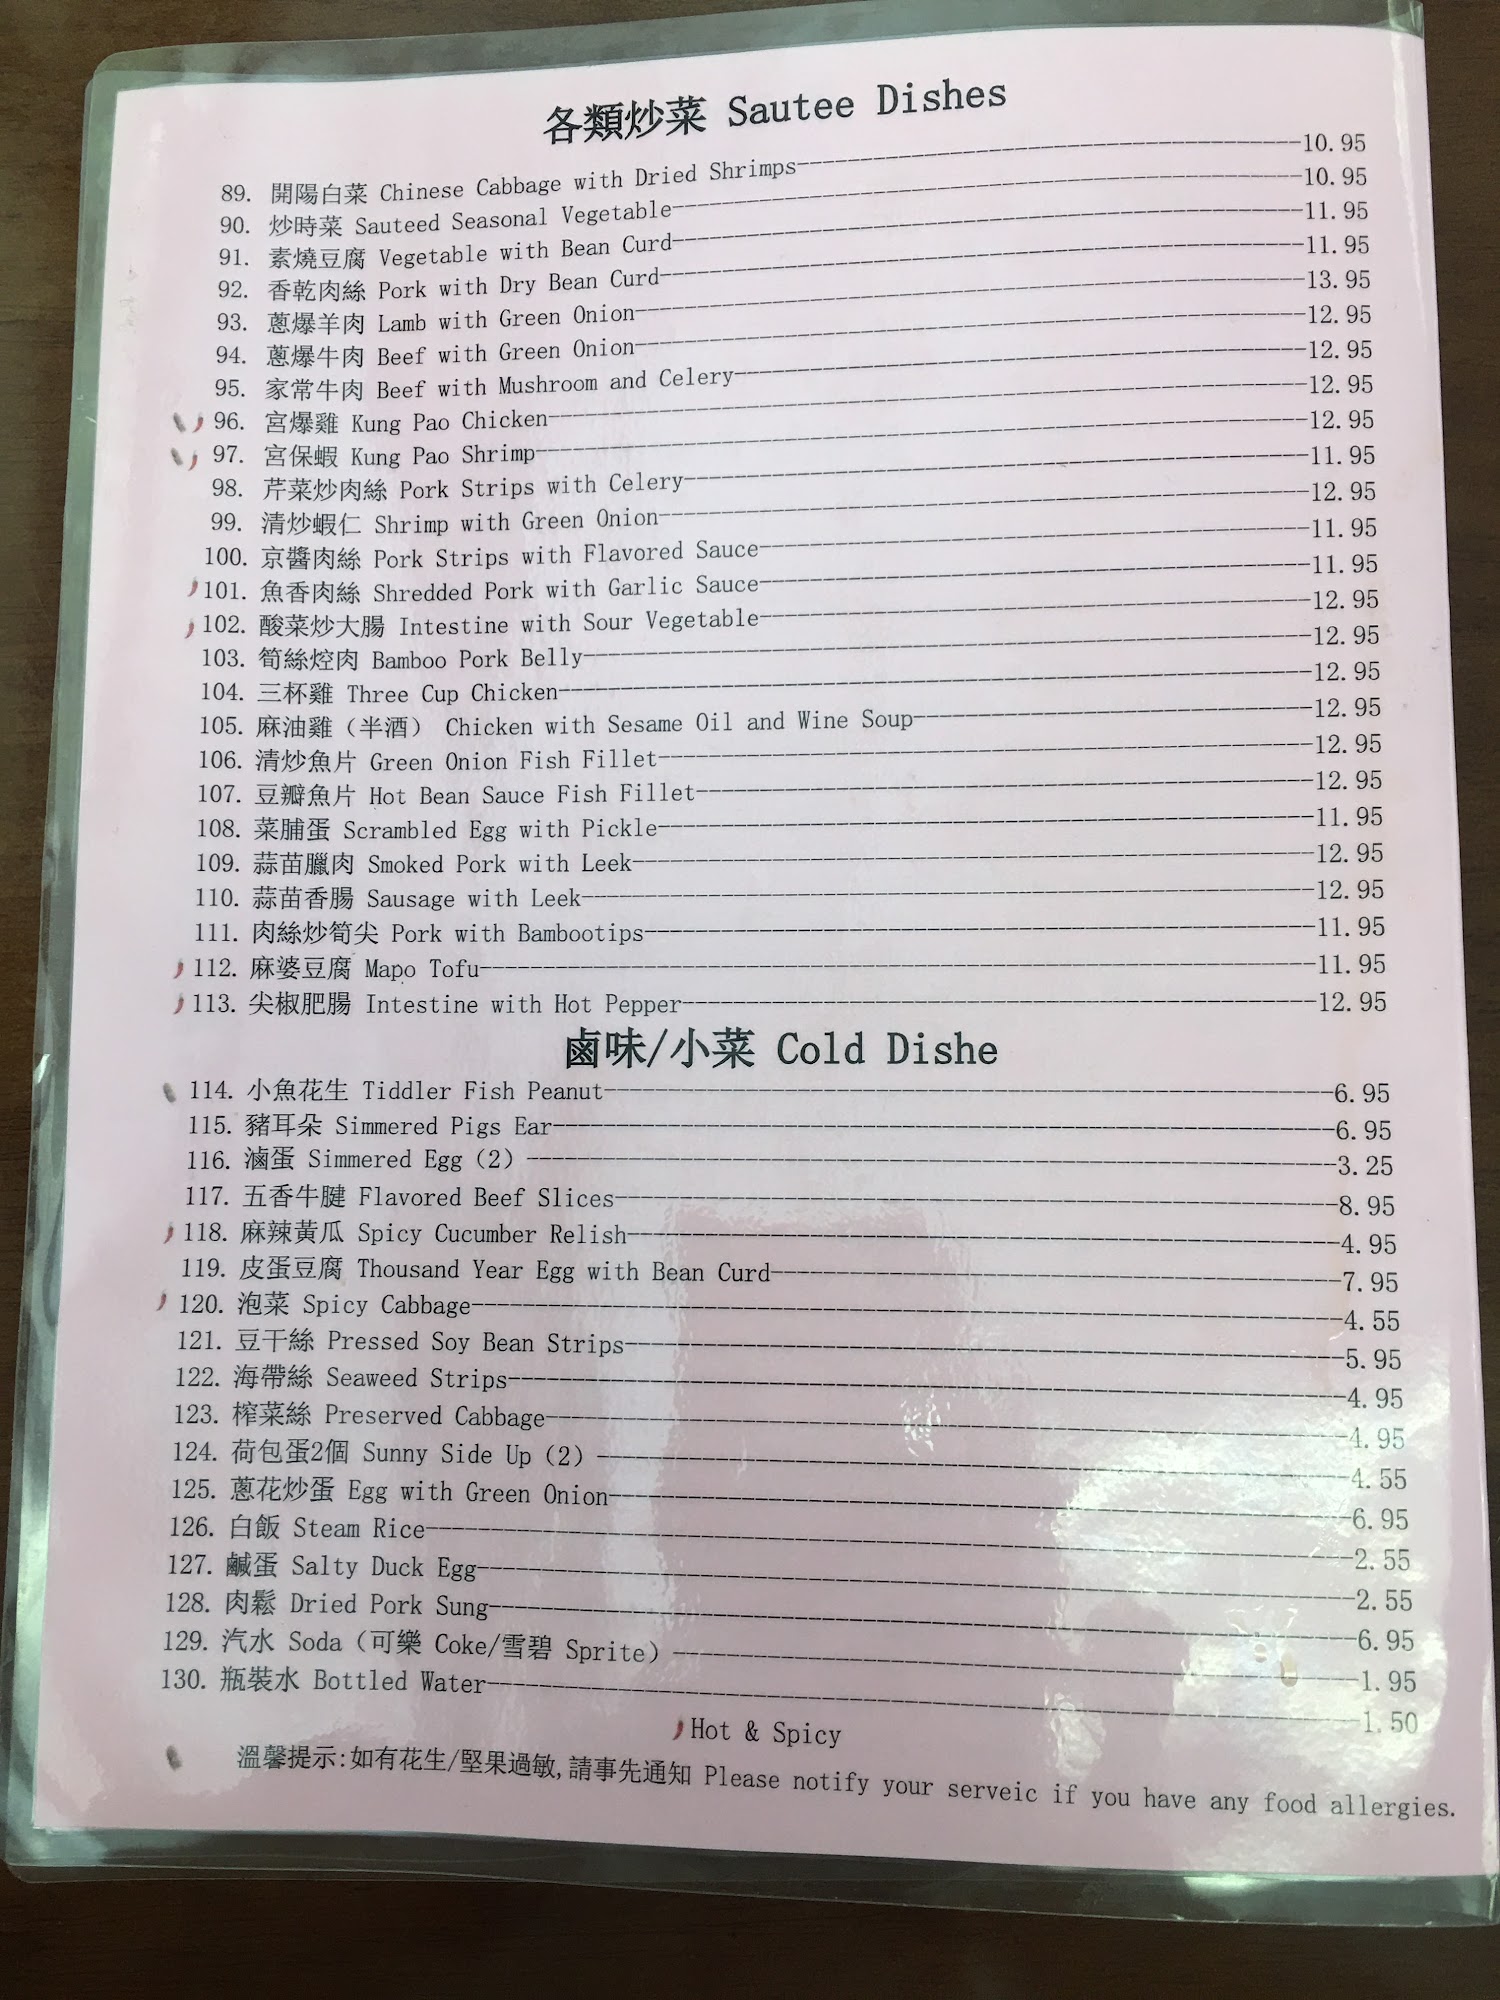 各類炒菜 Sautee Dishes
89. 開陽白菜 Chinese Cabbage with Dried Shrimps 10.95
90. 炒時菜 Sauteed Seasonal Vegetable 10.95
91. 素燒豆腐 Vegetable with Bean Curd 11.95
92. 香乾肉絲 Pork with Dry Bean Curd 11.95
93. 蔥爆羊肉 Lamb with Green Onion 13.95
94. 蔥爆牛肉 Beef with Green Onion 12.95
95. 家常牛肉 Beef with Mushroom and Celery 12.95
96. 宮爆雞 Kung Pao Chicken 12.95
97. 宮保蝦 Kung Pao Shrimp 12.95
98. 芹菜炒肉絲 Pork Strips with Celery 11.95
99. 清炒蝦仁 Shrimp with Green Onion 12.95
100. 京醬肉絲 Pork Strips with Flavored Sauce 11.95
101. 魚香肉絲 Shredded Pork with Garlic Sauce 11.95
102. 酸菜炒大腸 Intestine with Sour Vegetable 12.95
103. 筍絲焢肉 Bamboo Pork Belly 12.95
104. 三杯雞 Three Cup Chicken 12.95
105. 麻油雞（半酒） Chicken with Sesame Oil and Wine Soup 12.95
106. 清炒魚片 Green Onion Fish Fillet 12.95
107. 豆瓣魚片 Hot Bean Sauce Fish Fillet 12.95
108. 菜脯蛋 Scrambled Egg with Pickle 11.95
109. 蒜苗臘肉 Smoked Pork with Leek 12.95
110. 蒜苗香腸 Sausage with Leek 12.95
111. 肉絲炒筍尖 Pork with Bambootips 11.95
112. 麻婆豆腐 Mapo Tofu 11.95
113. 尖椒肥腸 Intestine with Hot Pepper 12.95
鹵味/小菜 Cold Dishe
114. 小魚花生 Tiddler Fish Peanut 6.95
115. 豬耳朵 Simmered Pigs Ear 6.95
116. 滷蛋 Simmered Egg（2） 3.25
117. 五香牛腱 Flavored Beef Slices 8.95
118. 麻辣黃瓜 Spicy Cucumber Relish 4.95
119. 皮蛋豆腐 Thousand Year Egg with Bean Curd 7.95
120. 泡菜 Spicy Cabbage 4.55
121. 豆干絲 Pressed Soy Bean Strips 5.95
122. 海帶絲 Seaweed Strips 4.95
123. 榨菜絲 Preserved Cabbage 4.95
124. 荷包蛋2個 Sunny Side Up（2） 4.55
125. 蔥花炒蛋 Egg with Green Onion 6.95
126. 白飯 Steam Rice 2.55
127. 鹹蛋 Salty Duck Egg 2.55
128. 肉鬆 Dried Pork Sung 6.95
129. 汽水 Soda（可樂 Coke/雪碧 Sprite） 1.95
130. 瓶裝水 Bottled Water 1.50
Hot & Spicy
溫馨提示:如有花生/堅果過敏,請事先通知 Please notify your serveic if you have any food allergies.